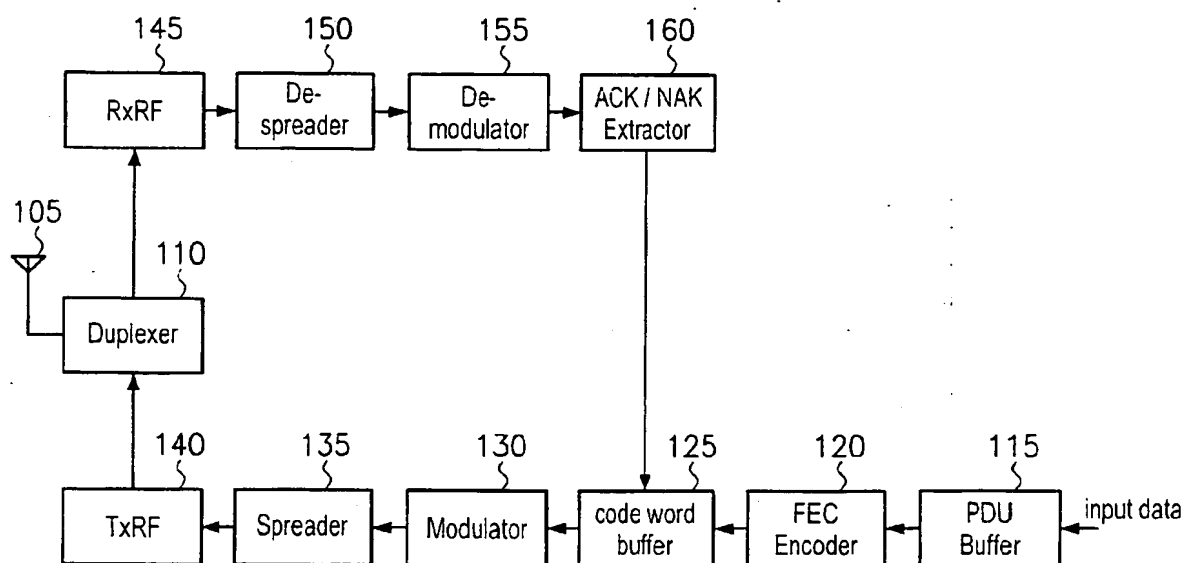 145
150
155
160
RxRF
De-
spreader
De-
modulator
ACK / NAK
Extractor
105
110
Duplexer
140
135
130
125
120
115
TxRF
Spreader
Modulator
code word
buffer
FEC
Encoder
PDU
Buffer
input data